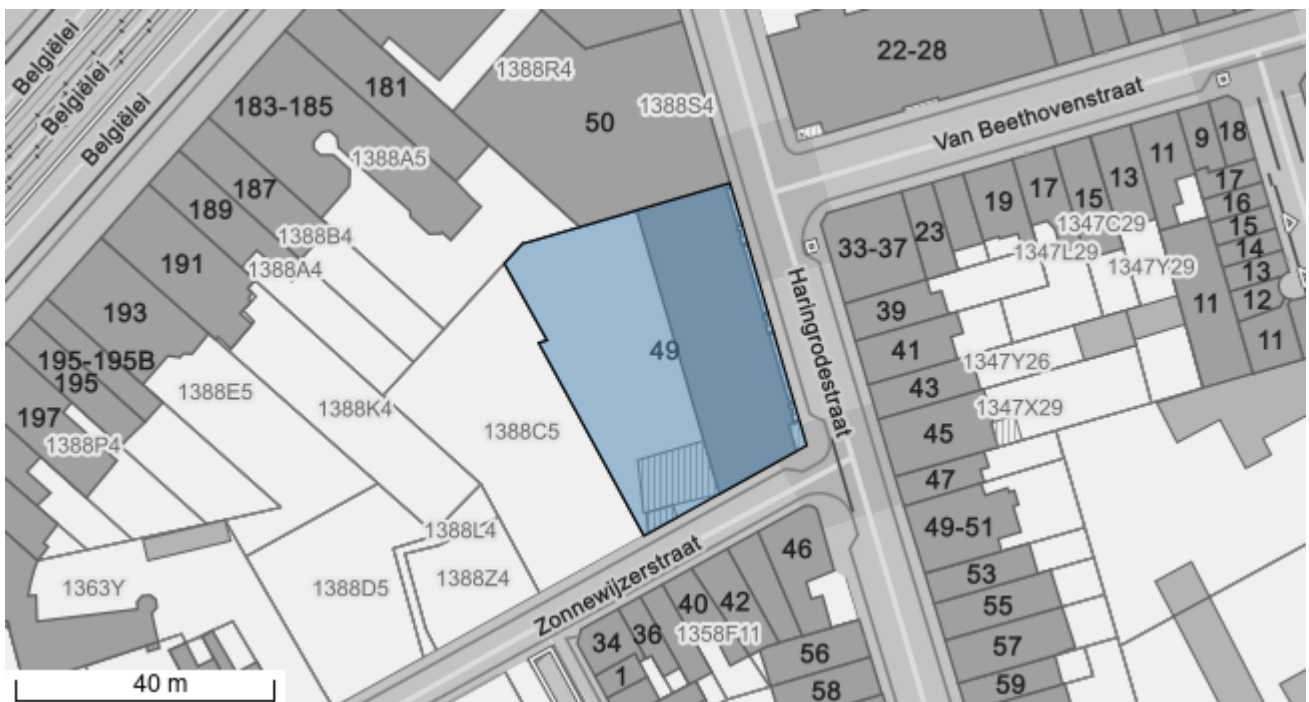 Belgiëlei
Belgiëlei
Belgiëlei
22-28
181
1388R4
183-185
1388S4
50
Van Beethovenstraat
1388A5
9
18
11
13
15
17
19
17
16
15
14
13
12
11
11
187
189
1388B4
1388A4
191
193
1347C29
1347L29
1347Y29
33-37
23
Haringrodestraat
39
41
43
45
47
49-51
53
55
57
59
1347Y26
1347X29
195-195B
195
197
1388P4
1388E5
1388K4
1388C5
49
1388L4
1388Z4
1388D5
1363Y
Zonnewijzerstraat
46
42
40
36
34
1
1358F11
56
58
40 m